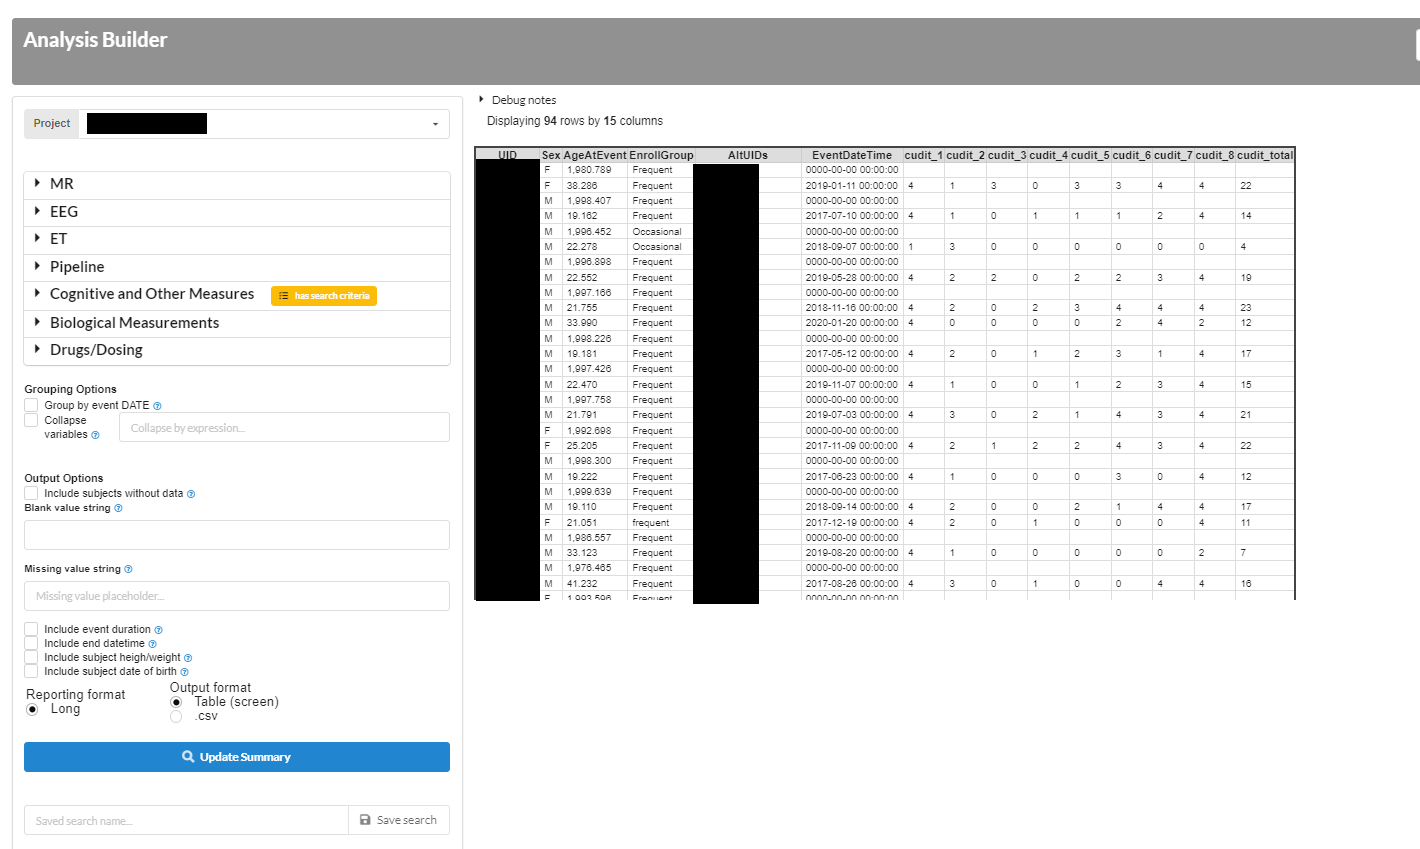 Analysis Builder
Project
MR
EEG
ET
Pipeline
Cognitive and Other Measures has search criteria
Biological Measurements
Drugs/Dosing
Grouping Options
Group by event DATE
Collapse variables Collapse by expression...
Output Options
Include subjects without data
Blank value string
Missing value string
Missing value placeholder...
Include event duration
Include end datetime
Include subject heigh/weight
Include subject date of birth
Reporting format Output format
Long Table (screen)
.csv
Update Summary
Saved search name... Save search
Debug notes
Displaying 94 rows by 15 columns
UID Sex AgeAtEvent EnrollGroup AltUIDs EventDateTime cudit_1 cudit_2 cudit_3 cudit_4 cudit_5 cudit_6 cudit_7 cudit_8 cudit_total
F 1,980.789 Frequent 0000-00-00 00:00:00
F 38.286 Frequent 2019-01-11 00:00:00 4 1 3 0 3 3 4 4 22
M 1,998.407 Frequent 0000-00-00 00:00:00
M 19.162 Frequent 2017-07-10 00:00:00 4 1 0 1 1 1 2 4 14
M 1,996.452 Occasional 0000-00-00 00:00:00
M 22.278 Occasional 2018-09-07 00:00:00 1 3 0 0 0 0 0 0 4
M 1,996.898 Frequent 0000-00-00 00:00:00
M 22.552 Frequent 2019-05-28 00:00:00 4 2 2 0 2 2 3 4 19
M 1,997.166 Frequent 0000-00-00 00:00:00
M 21.755 Frequent 2018-11-16 00:00:00 4 2 0 2 3 4 4 4 23
M 33.990 Frequent 2020-01-20 00:00:00 4 0 0 0 0 2 4 2 12
M 1,998.226 Frequent 0000-00-00 00:00:00
M 19.181 Frequent 2017-05-12 00:00:00 4 2 0 1 2 3 1 4 17
M 1,997.426 Frequent 0000-00-00 00:00:00
M 22.470 Frequent 2019-11-07 00:00:00 4 1 0 0 1 2 3 4 15
M 1,997.758 Frequent 0000-00-00 00:00:00
M 21.791 Frequent 2019-07-03 00:00:00 4 3 0 2 1 4 3 4 21
F 1,992.698 Frequent 0000-00-00 00:00:00
F 25.205 Frequent 2017-11-09 00:00:00 4 2 1 2 2 4 3 4 22
M 1,998.300 Frequent 0000-00-00 00:00:00
M 19.222 Frequent 2017-06-23 00:00:00 4 1 0 0 0 3 0 4 12
M 1,999.639 Frequent 0000-00-00 00:00:00
M 19.110 Frequent 2018-09-14 00:00:00 4 2 0 0 2 1 4 4 17
F 21.051 frequent 2017-12-19 00:00:00 4 2 0 1 0 0 0 4 11
M 1,986.557 Frequent 0000-00-00 00:00:00
M 33.123 Frequent 2019-08-20 00:00:00 4 1 0 0 0 0 0 2 7
M 1,976.465 Frequent 0000-00-00 00:00:00
M 41.232 Frequent 2017-08-26 00:00:00 4 3 0 1 0 0 4 4 16
F 1,993.596 Frequent 0000-00-00 00:00:00